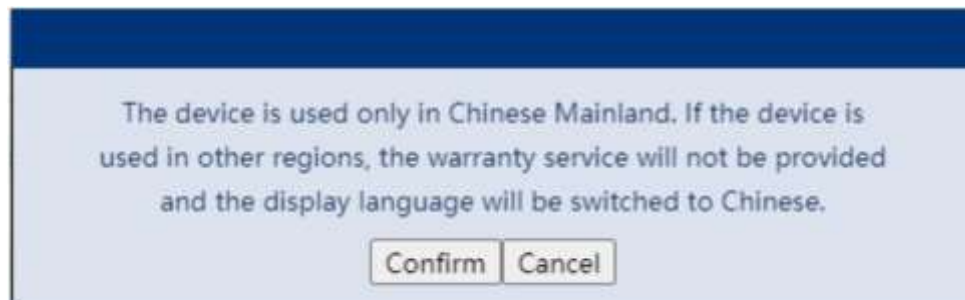 The device is used only in Chinese Mainland. If the device is
used in other regions, the warranty service will not be provided
and the display language will be switched to Chinese.
Confirm Cancel